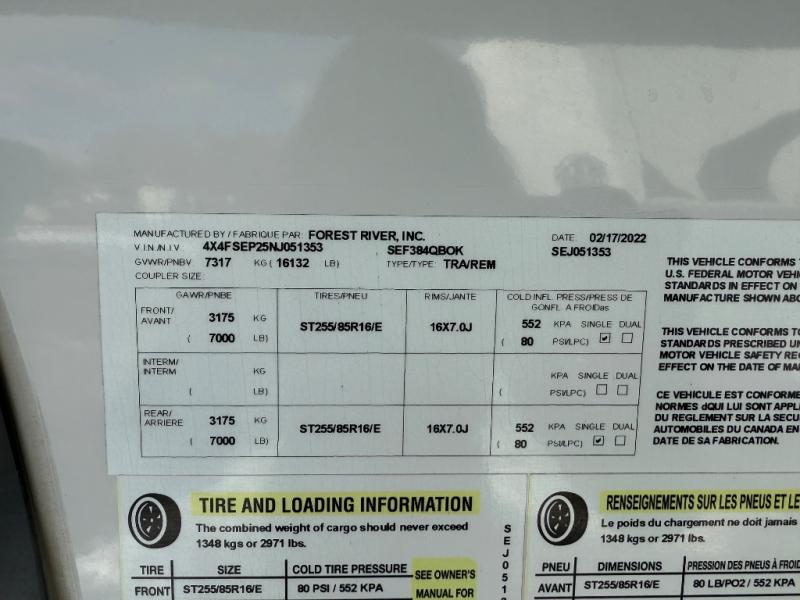 MANUFACTURED BY / FABRIQUE PAR: FOREST RIVER, INC. DATE: 02/17/2022
V.I.N./N.I.V.: 4X4FSEP25NJ051353 SEF384QBOK SEJ051353
GVWR/PNBV 7317 KG ( 16132 LB) TYPE/TYPE: TRA/REM
COUPLER SIZE:
GAWR/PNBE TIRES/PNEU RIMS/JANTE COLD INFL. PRESS/PRESS DE
GONFL. A FROIDas
FRONT/ 3175 KG ST255/85R16/E 16X7.0J 552 KPA SINGLE DUAL
AVANT ( 7000 LB) ( 80 PSI/LPC) ☑ ☐
INTERM/ KG KPA SINGLE DUAL
INTERM ( LB) ( PSI/LPC) ☐ ☐
REAR/ 3175 KG ST255/85R16/E 16X7.0J 552 KPA SINGLE DUAL
ARRIERE ( 7000 LB) ( 80 PSI/LPC) ☑ ☐
THIS VEHICLE CONFORMS
U.S. FEDERAL MOTOR
STANDARDS IN EFFECT ON
MANUFACTURE SHOWN
THIS VEHICLE CONFORMS
STANDARDS PRESCRIBED
MOTOR VEHICLE SAFETY
EFFECT ON THE DATE OF
CE VEHICULE EST CONFORME
NORMES dQUI LUI SONT
DU REGLEMENT SUR LA
AUTOMOBILES DU CANADA EN
DATE DE SA FABRICATION.
TIRE AND LOADING INFORMATION
The combined weight of cargo should never exceed
1348 kgs or 2971 lbs.
TIRE SIZE COLD TIRE PRESSURE SEE OWNER'S
FRONT ST255/85R16/E 80 PSI / 552 KPA MANUAL FOR
SEJ051
RENSEIGNEMENTS SUR LES PNEUS ET
Le poids du chargement ne doit jamais
1348 kgs or 2971 lbs.
PNEU DIMENSIONS PRESSION DES PNEUS À
AVANT ST255/85R16/E 80 LB/PO2 / 552 KPA